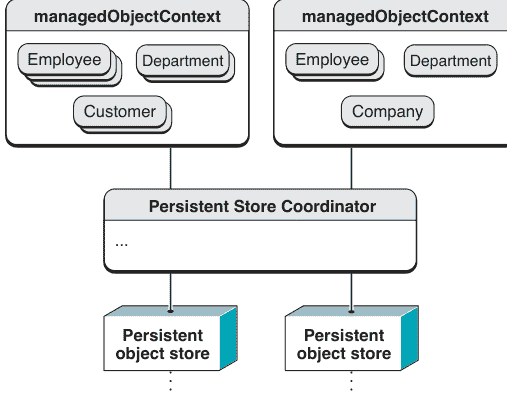 managedObjectContext
Employee
Department
Customer
managedObjectContext
Employee
Department
Company
Persistent Store Coordinator
...
Persistent
object store
Persistent
object store